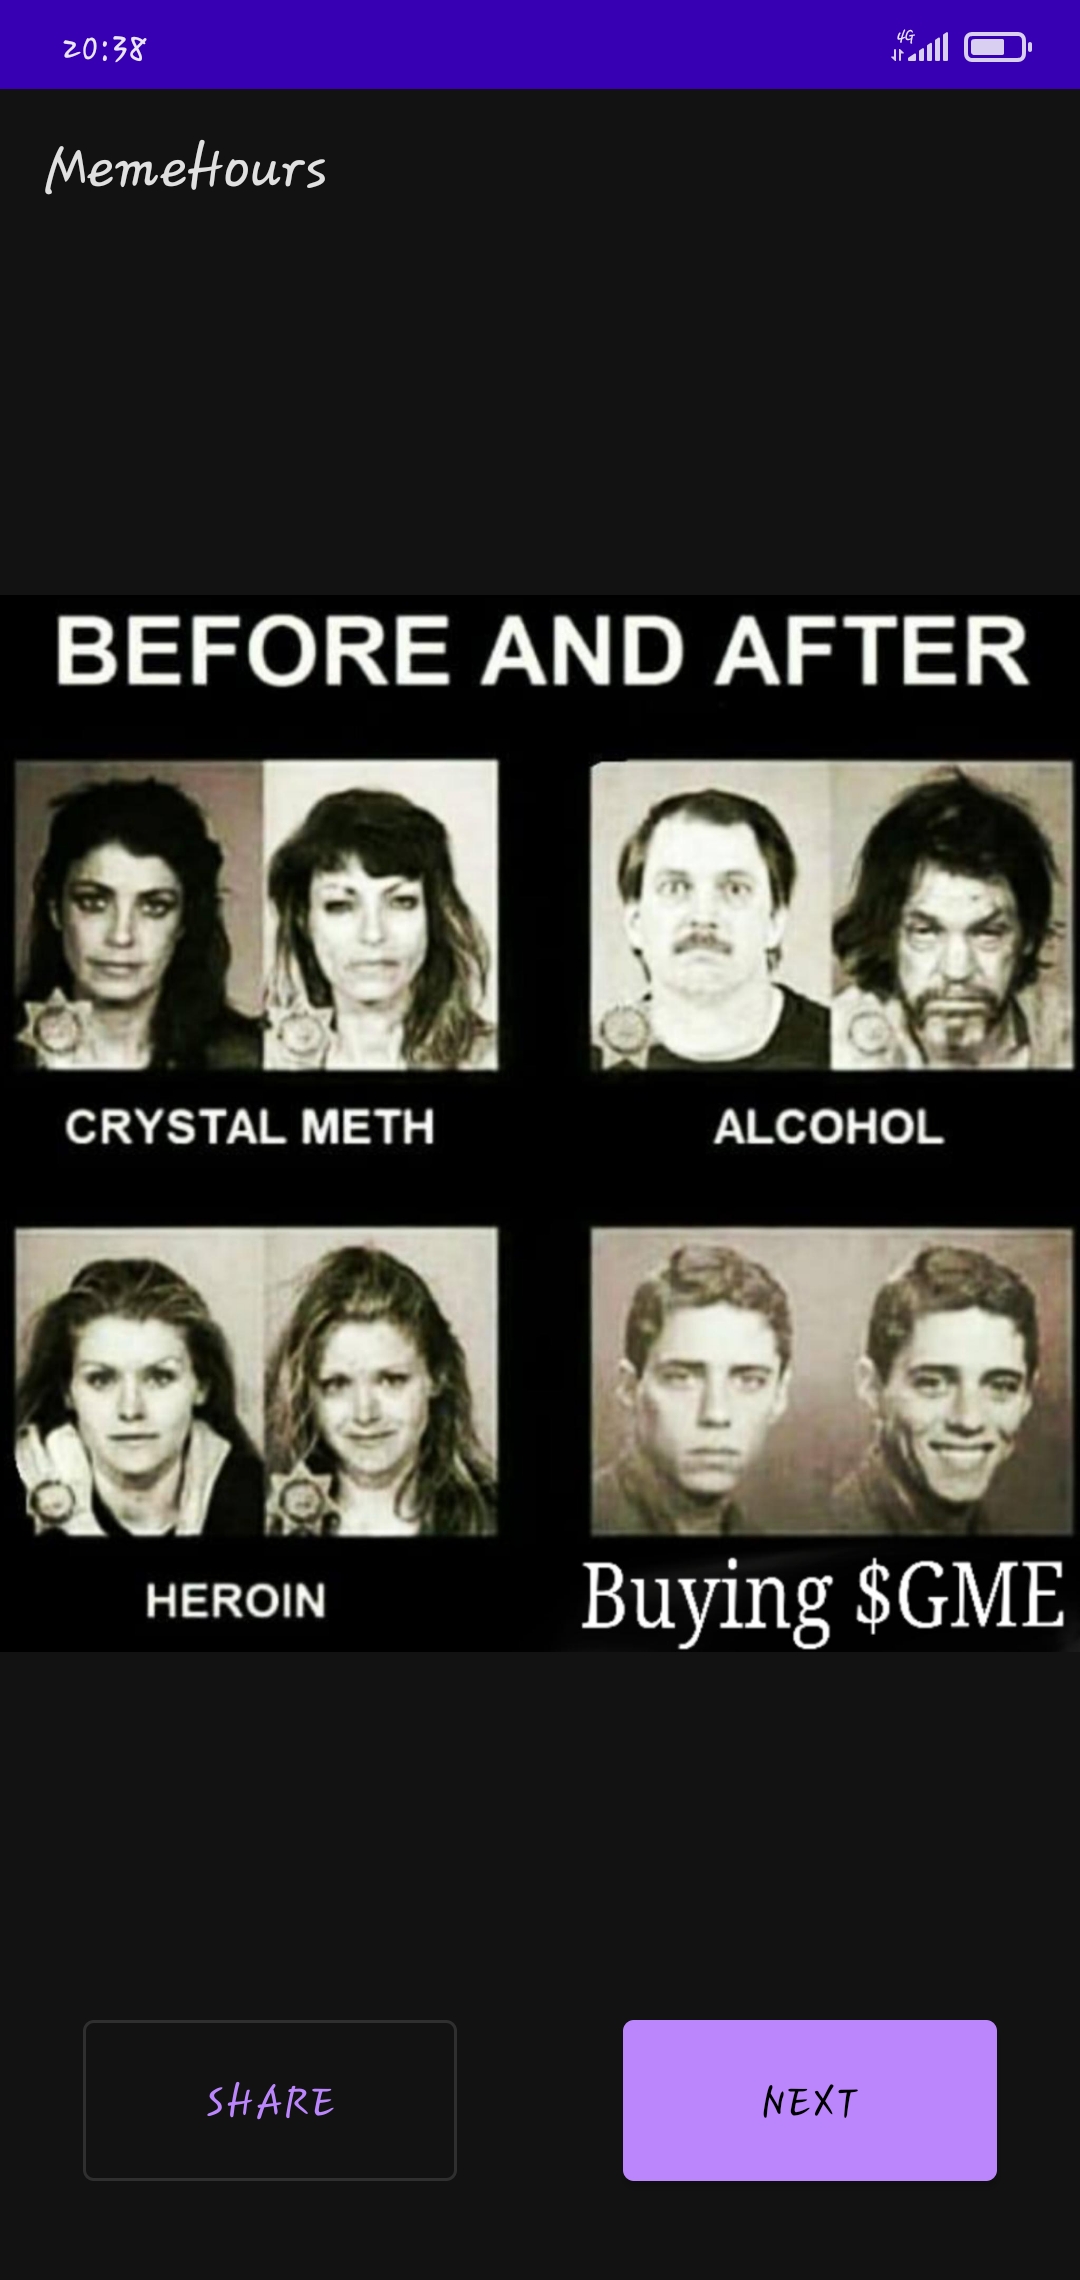 20:38
4G
MemeHours
BEFORE AND AFTER
CRYSTAL METH
ALCOHOL
HEROIN
Buying $GME
SHARE
NEXT